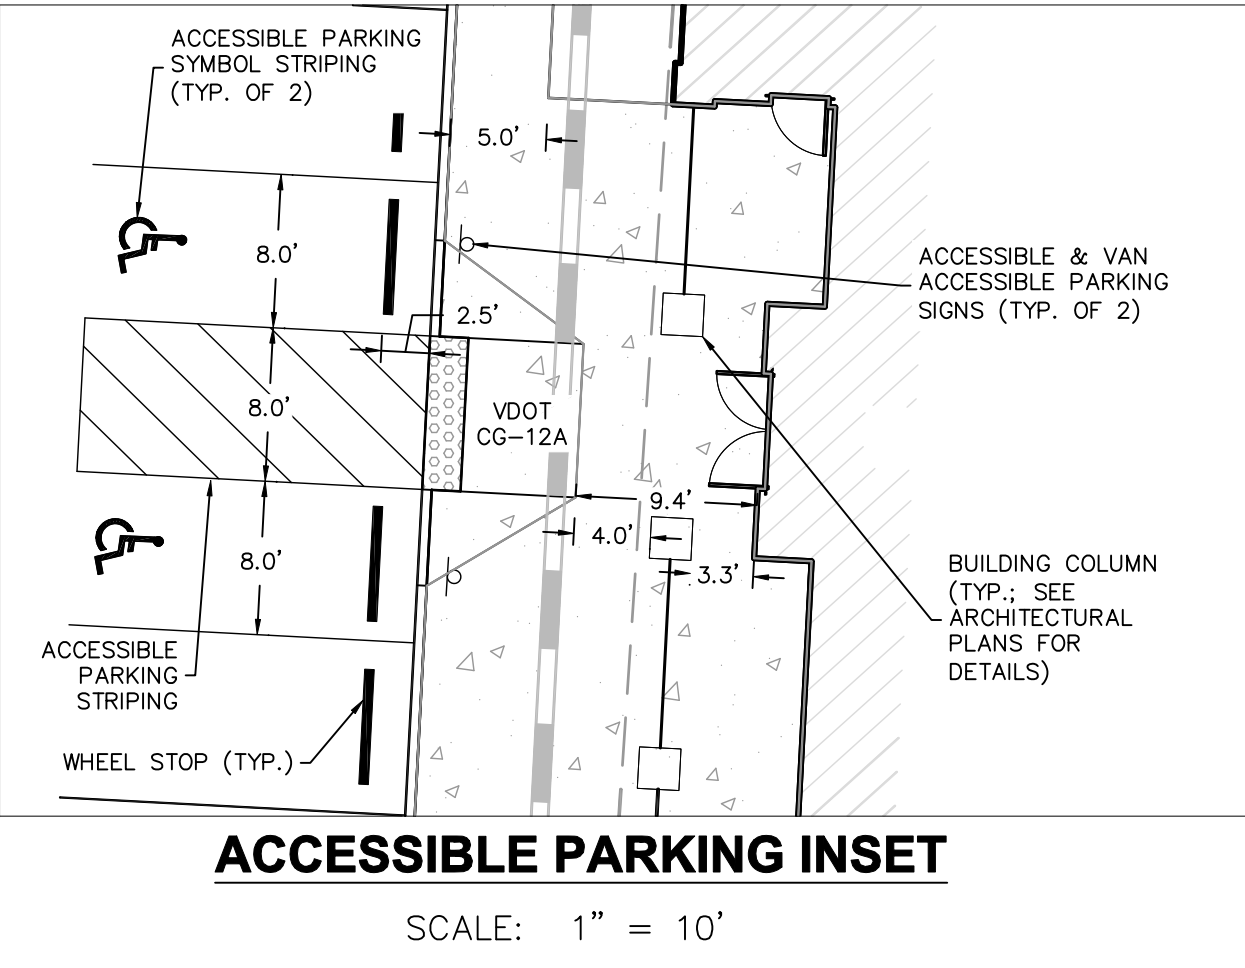 ACCESSIBLE PARKING
SYMBOL STRIPING
(TYP. OF 2)
5.0'
8.0'
ACCESSIBLE & VAN
ACCESSIBLE PARKING
SIGNS (TYP. OF 2)
2.5'
8.0'
VDOT
CG-12A
9.4'
4.0'
8.0'
3.3'
BUILDING COLUMN
(TYP.; SEE
ARCHITECTURAL
PLANS FOR
DETAILS)
ACCESSIBLE
PARKING
STRIPING
WHEEL STOP (TYP.)
ACCESSIBLE PARKING INSET
SCALE: 1" = 10'